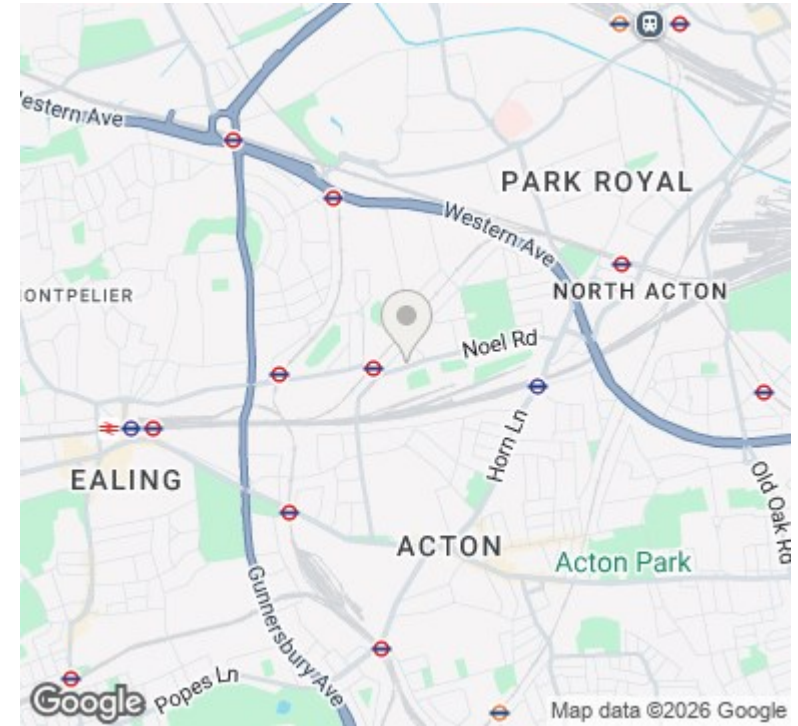 estern Ave
PARK ROYAL
Western Ave
ONTPELIER
NORTH ACTON
Noel Rd
Horn Ln
EALING
Old Oak Rd
ACTON
Acton Park
Gunnersbury Ave
Popes Ln
Google
Map data ©2026 Google